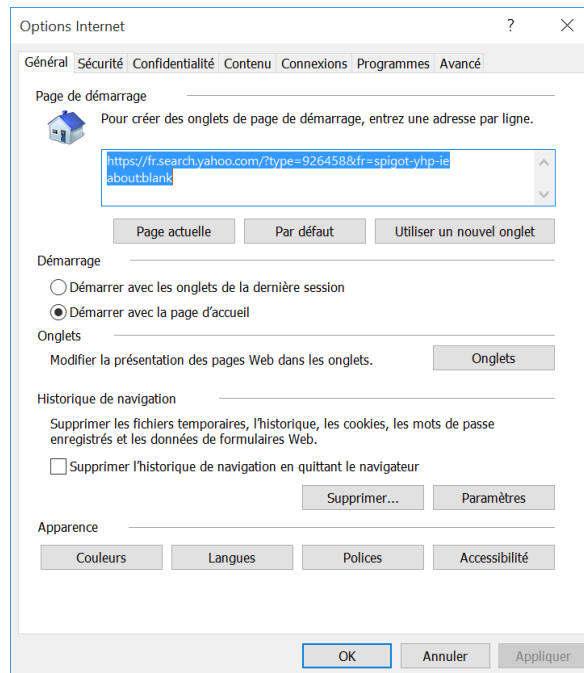 Options Internet
?
Général Sécurité Confidentialité Contenu Connexions Programmes Avancé
Page de démarrage
Pour créer des onglets de page de démarrage, entrez une adresse par ligne.
https://fr.search.yahoo.com/?type=926458&fr=spigot-yhp-ie
about:blank
Page actuelle Par défaut Utiliser un nouvel onglet
Démarrage
Démarrer avec les onglets de la dernière session
Démarrer avec la page d'accueil
Onglets
Modifier la présentation des pages Web dans les onglets. Onglets
Historique de navigation
Supprimer les fichiers temporaires, l'historique, les cookies, les mots de passe
enregistrés et les données de formulaires Web.
Supprimer l'historique de navigation en quittant le navigateur
Supprimer... Paramètres
Apparence
Couleurs Langues Polices Accessibilité
OK Annuler Appliquer